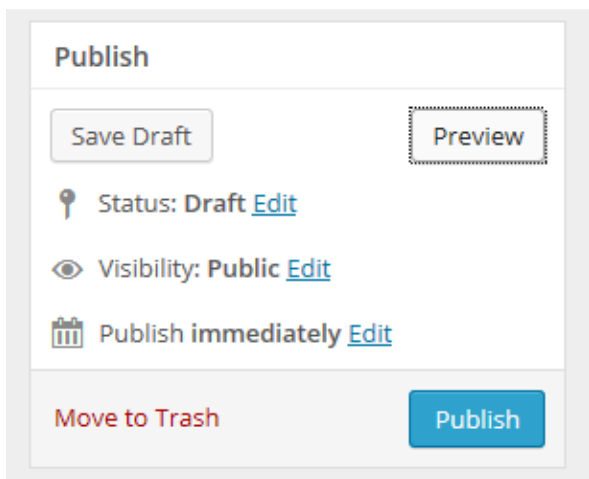 Publish
Save Draft Preview
Status: Draft Edit
Visibility: Public Edit
Publish immediately Edit
Move to Trash Publish